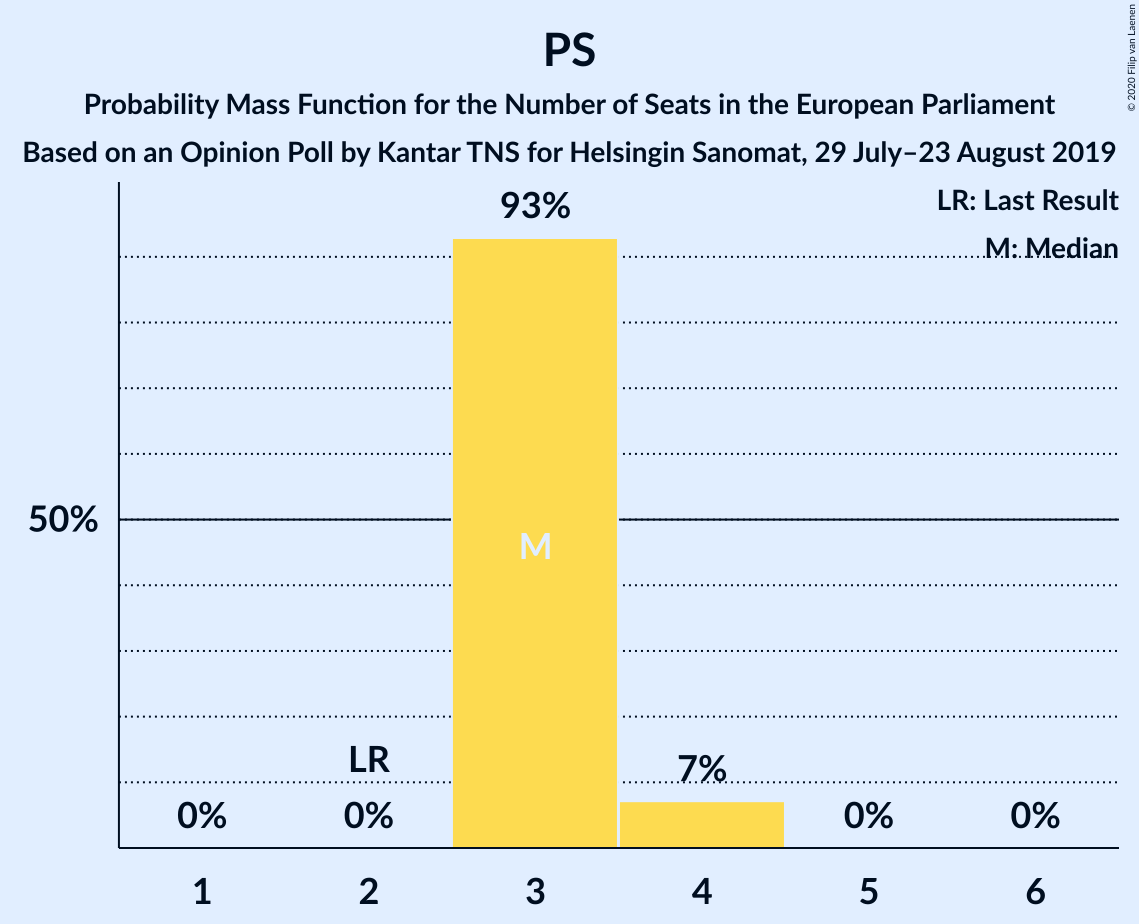 PS
Probability Mass Function for the Number of Seats in the European Parliament
Based on an Opinion Poll by Kantar TNS for Helsingin Sanomat, 29 July–23 August 2019
© 2020 Filip van Laenen
LR: Last Result
M: Median
93%
50%
M
LR
7%
0% 0% 0% 0%
1 2 3 4 5 6